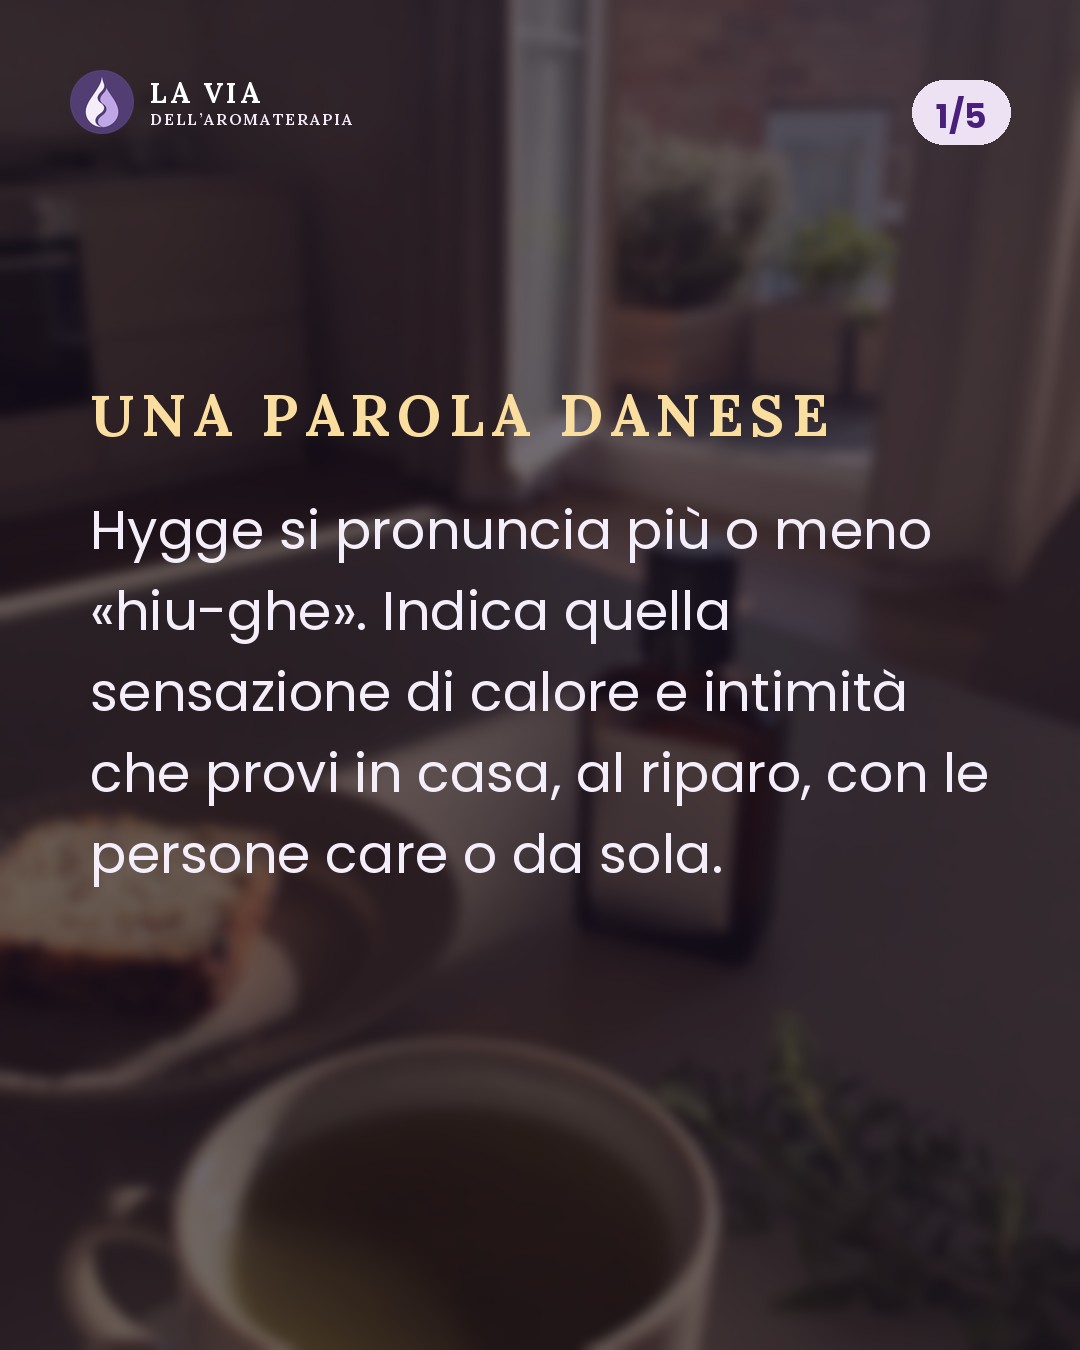 LA VIA
DELL'AROMATERAPIA
1/5
UNA PAROLA DANESE
Hygge si pronuncia più o meno
«hiu-ghe». Indica quella
sensazione di calore e intimità
che provi in casa, al riparo, con le
persone care o da sola.